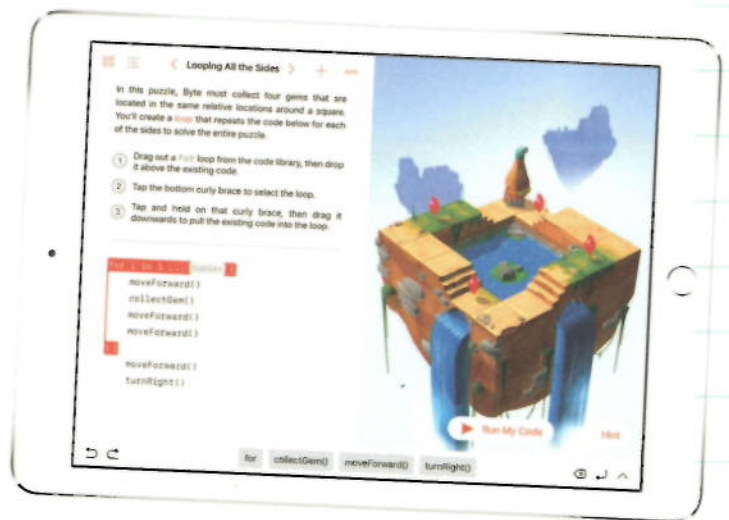 Looping All the Sides
In this puzzle, Byte must collect four gems that are
located in the same relative locations around a square.
You'll create a loop that repeats the code below for each
of the sides to solve the entire puzzle.
1 Drag out a for loop from the code library, then drop
it above the existing code.
2 Tap the bottom curly brace to select the loop.
3 Tap and hold on that curly brace, then drag it
downwards to pull the existing code into the loop.
for i in 1 ... number {
moveForward()
collectGem()
moveForward()
moveForward()
}
moveForward()
turnRight()
Run My Code
Hint
for collectGem() moveForward() turnRight()